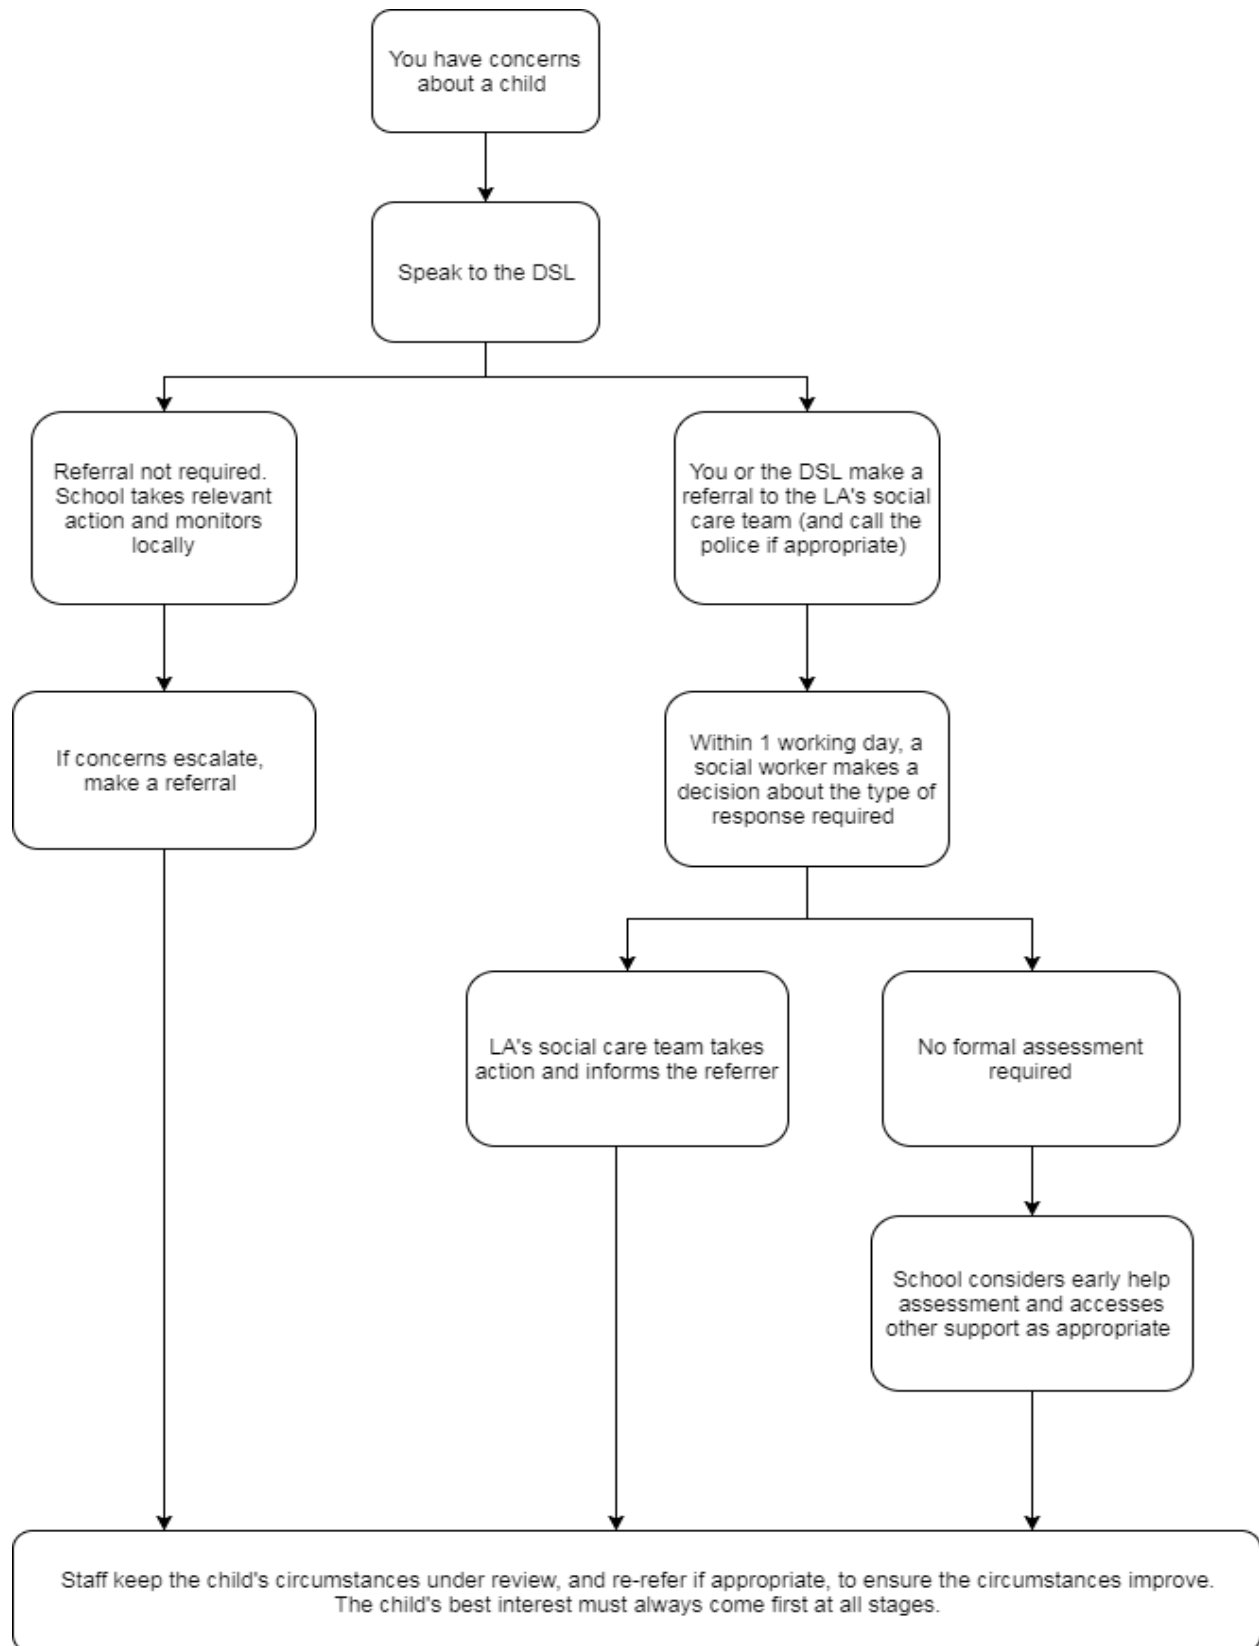 You have concerns
about a child
Speak to the DSL
Referral not required.
School takes relevant
action and monitors
locally
You or the DSL make a
referral to the LA's social
care team (and call the
police if appropriate)
If concerns escalate,
make a referral
Within 1 working day, a
social worker makes a
decision about the type of
response required
LA's social care team takes
action and informs the referrer
No formal assessment
required
School considers early help
assessment and accesses
other support as appropriate
Staff keep the child's circumstances under review, and re-refer if appropriate, to ensure the circumstances improve.
The child's best interest must always come first at all stages.